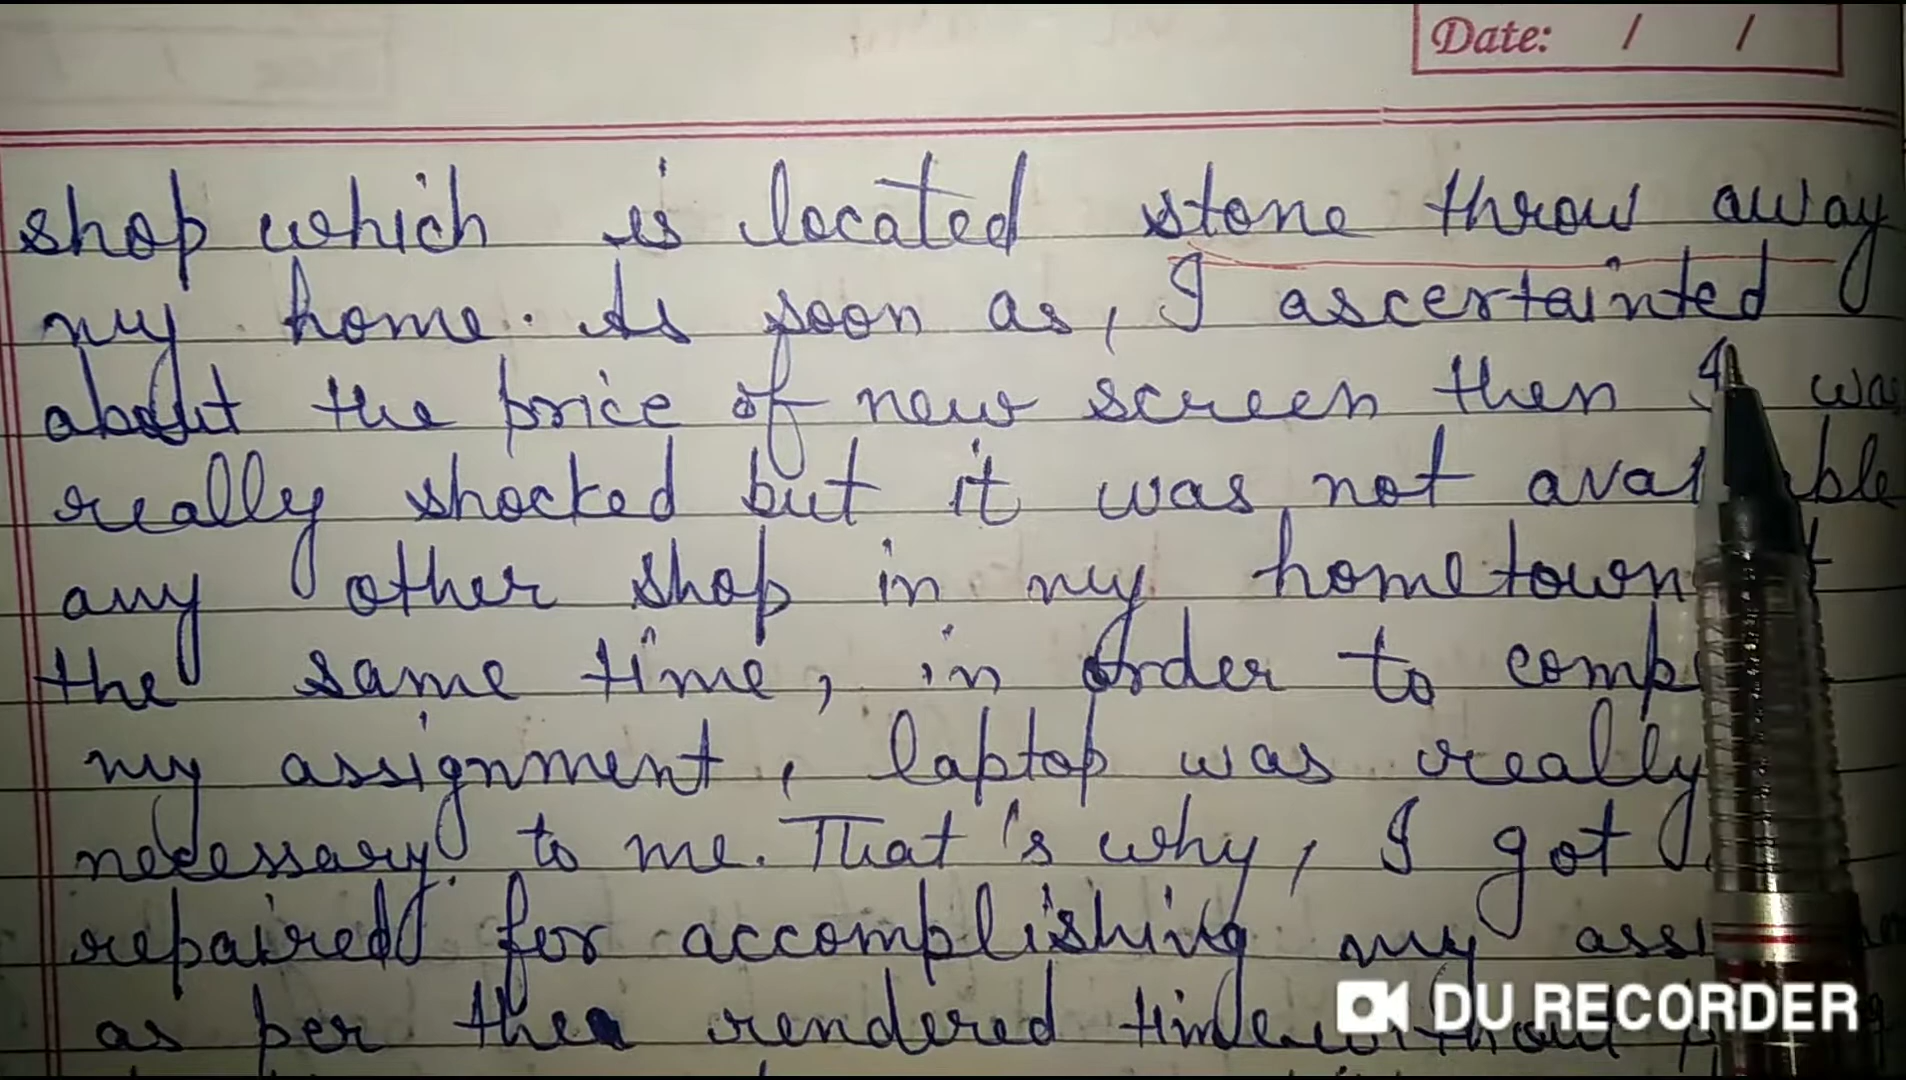 Date: / /
shop which is located stone throw away
my home. As soon as, I ascertainted
about the price of new screen then I was
really shocked but it was not
any other shop in my hometown
the same time, in order to
my assignment, laptop was really
necessary to me. That's why, I got
repaired for accomplishing my
as per the rendered time without
DU RECORDER